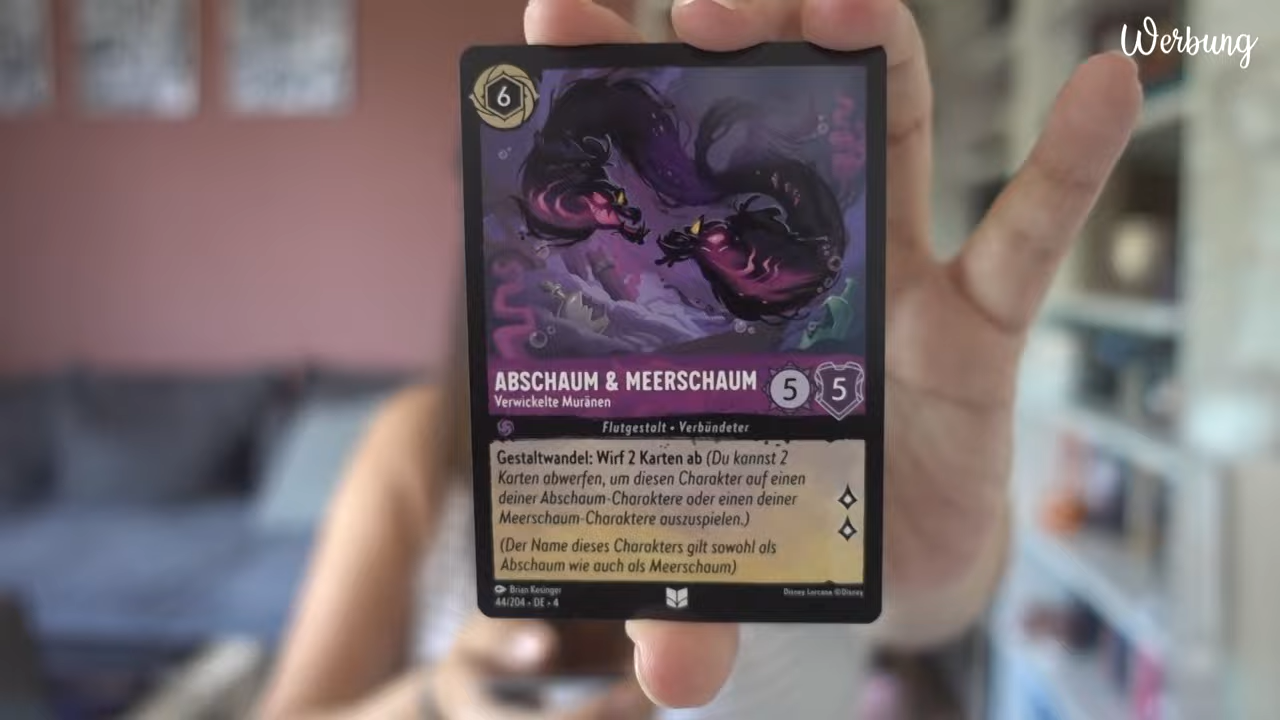 Werbung
6
ABSCHAUM & MEERSCHAUM
Verwickelte Muränen
5
5
Flutgestalt • Verbündeter
Gestaltwandel: Wirf 2 Karten ab (Du kannst 2
Karten abwerfen, um diesen Charakter auf einen
deiner Abschaum-Charaktere oder einen deiner
Meerschaum-Charaktere auszuspielen.)
(Der Name dieses Charakters gilt sowohl als
Abschaum wie auch als Meerschaum)
Brian Kesinger
44/204 • DE • 4
Disney Lorcana ©Disney